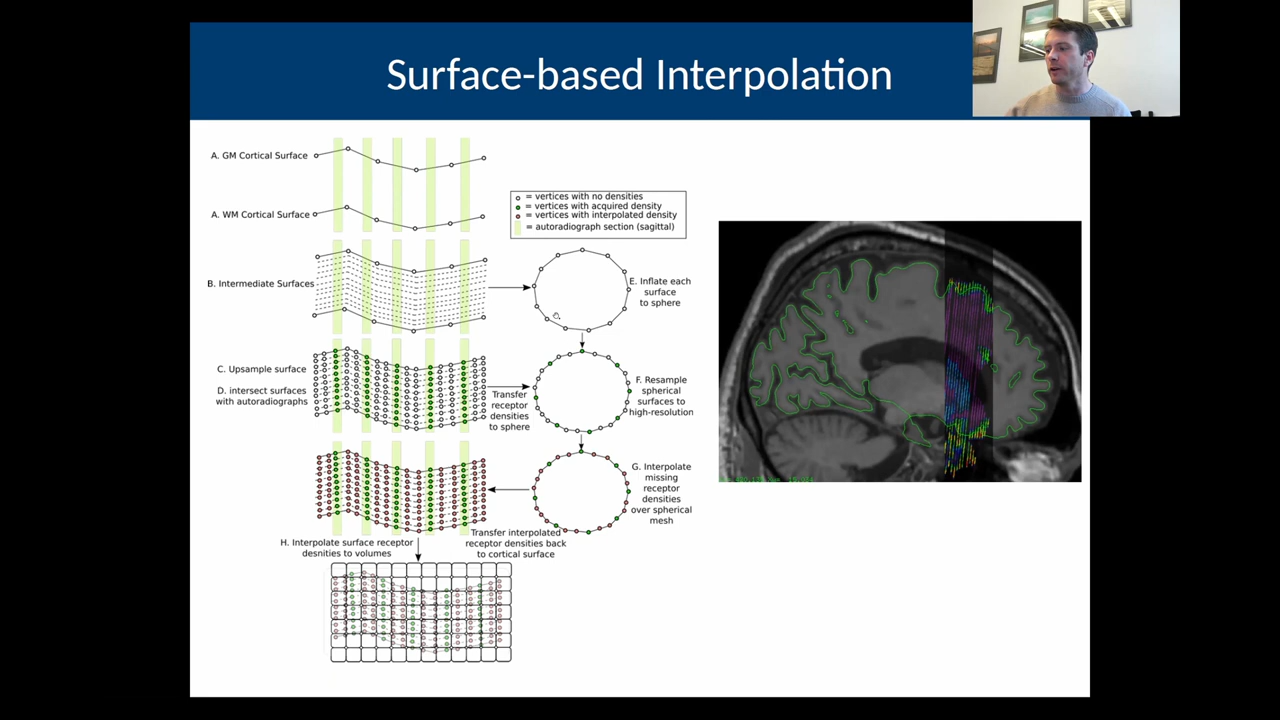 Surface-based Interpolation
A. GM Cortical Surface
A. WM Cortical Surface
= vertices with no densities
= vertices with acquired density
= vertices with interpolated density
= autoradiograph section (sagittal)
B. Intermediate Surfaces
E. Inflate each
surface
to sphere
C. Upsample surface
D. intersect surfaces
with autoradiographs
Transfer
receptor
densities
to sphere
F. Resample
spherical
surfaces to
high-resolution
G. Interpolate
missing
receptor
densities
over spherical
mesh
Transfer interpolated
receptor densities back
to cortical surface
H. Interpolate surface receptor
desnities to volumes